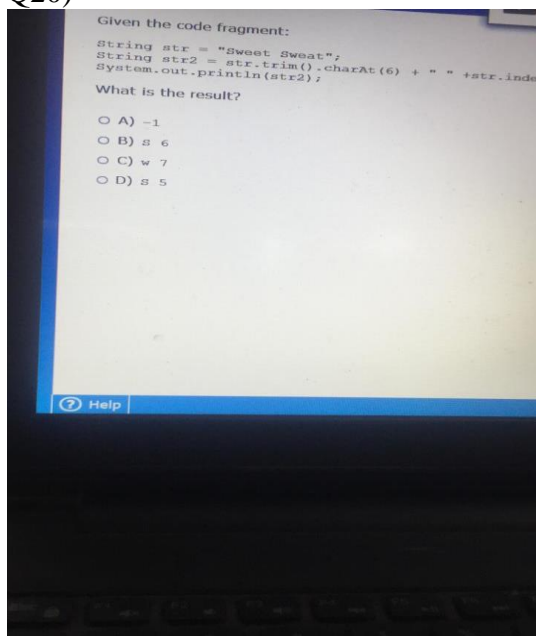 Q20)
Given the code fragment:
String str = "Sweet Sweat";
String str2 = str.trim().charAt(6) + " " +str.inde
System.out.println(str2);
What is the result?
A) -1
B) s 6
C) w 7
D) s 5
? Help